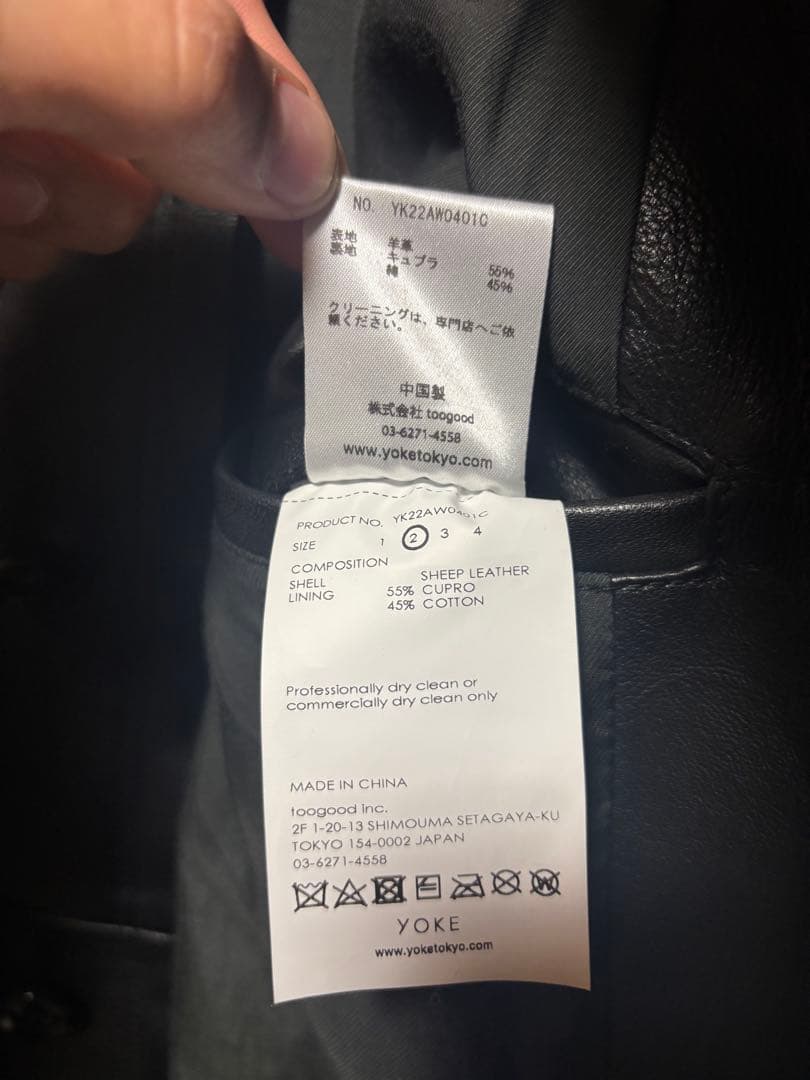 NO. YK22AW0401C
表地 羊革
裏地 キュプラ 55%
綿 45%
クリーニングは、専門店へご依
頼ください。
中国製
株式会社 toogood
03-6271-4558
www.yoketokyo.com
PRODUCT NO. YK22AW0401C
SIZE 1 2 3 4
COMPOSITION
SHELL SHEEP LEATHER
LINING 55% CUPRO
45% COTTON
Professionally dry clean or
commercially dry clean only
MADE IN CHINA
toogood inc.
2F 1-20-13 SHIMOUMA SETAGAYA-KU
TOKYO 154-0002 JAPAN
03-6271-4558
W
YOKE
www.yoketokyo.com